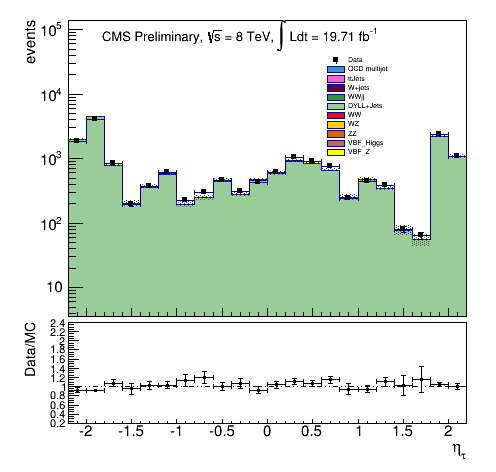 CMS Preliminary, √s = 8 TeV, ∫ Ldt = 19.71 fb⁻¹
events
10⁵
10⁴
10³
10²
10
Data
QCD multijet
ttJets
W+jets
WWjj
DYLL+Jets
WW
WZ
ZZ
VBF_Higgs
VBF_Z
Data/MC
2.4
2.2
2
1.8
1.6
1.4
1.2
1
0.8
0.6
0.4
0.2
-2 -1.5 -1 -0.5 0 0.5 1 1.5 2
η_τ